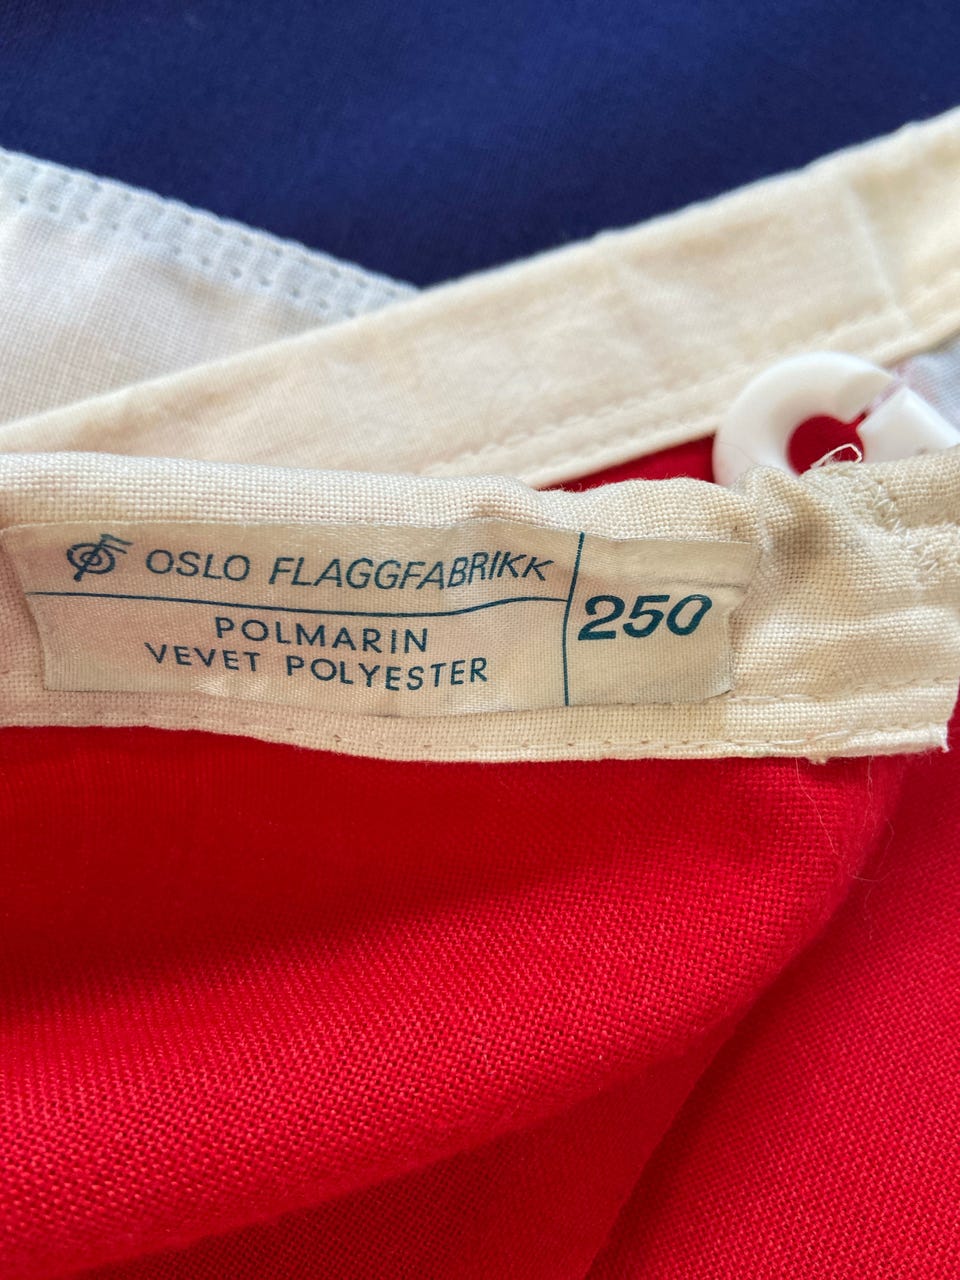 OSLO FLAGGFABRIKK
POLMARIN
VEVET POLYESTER
250